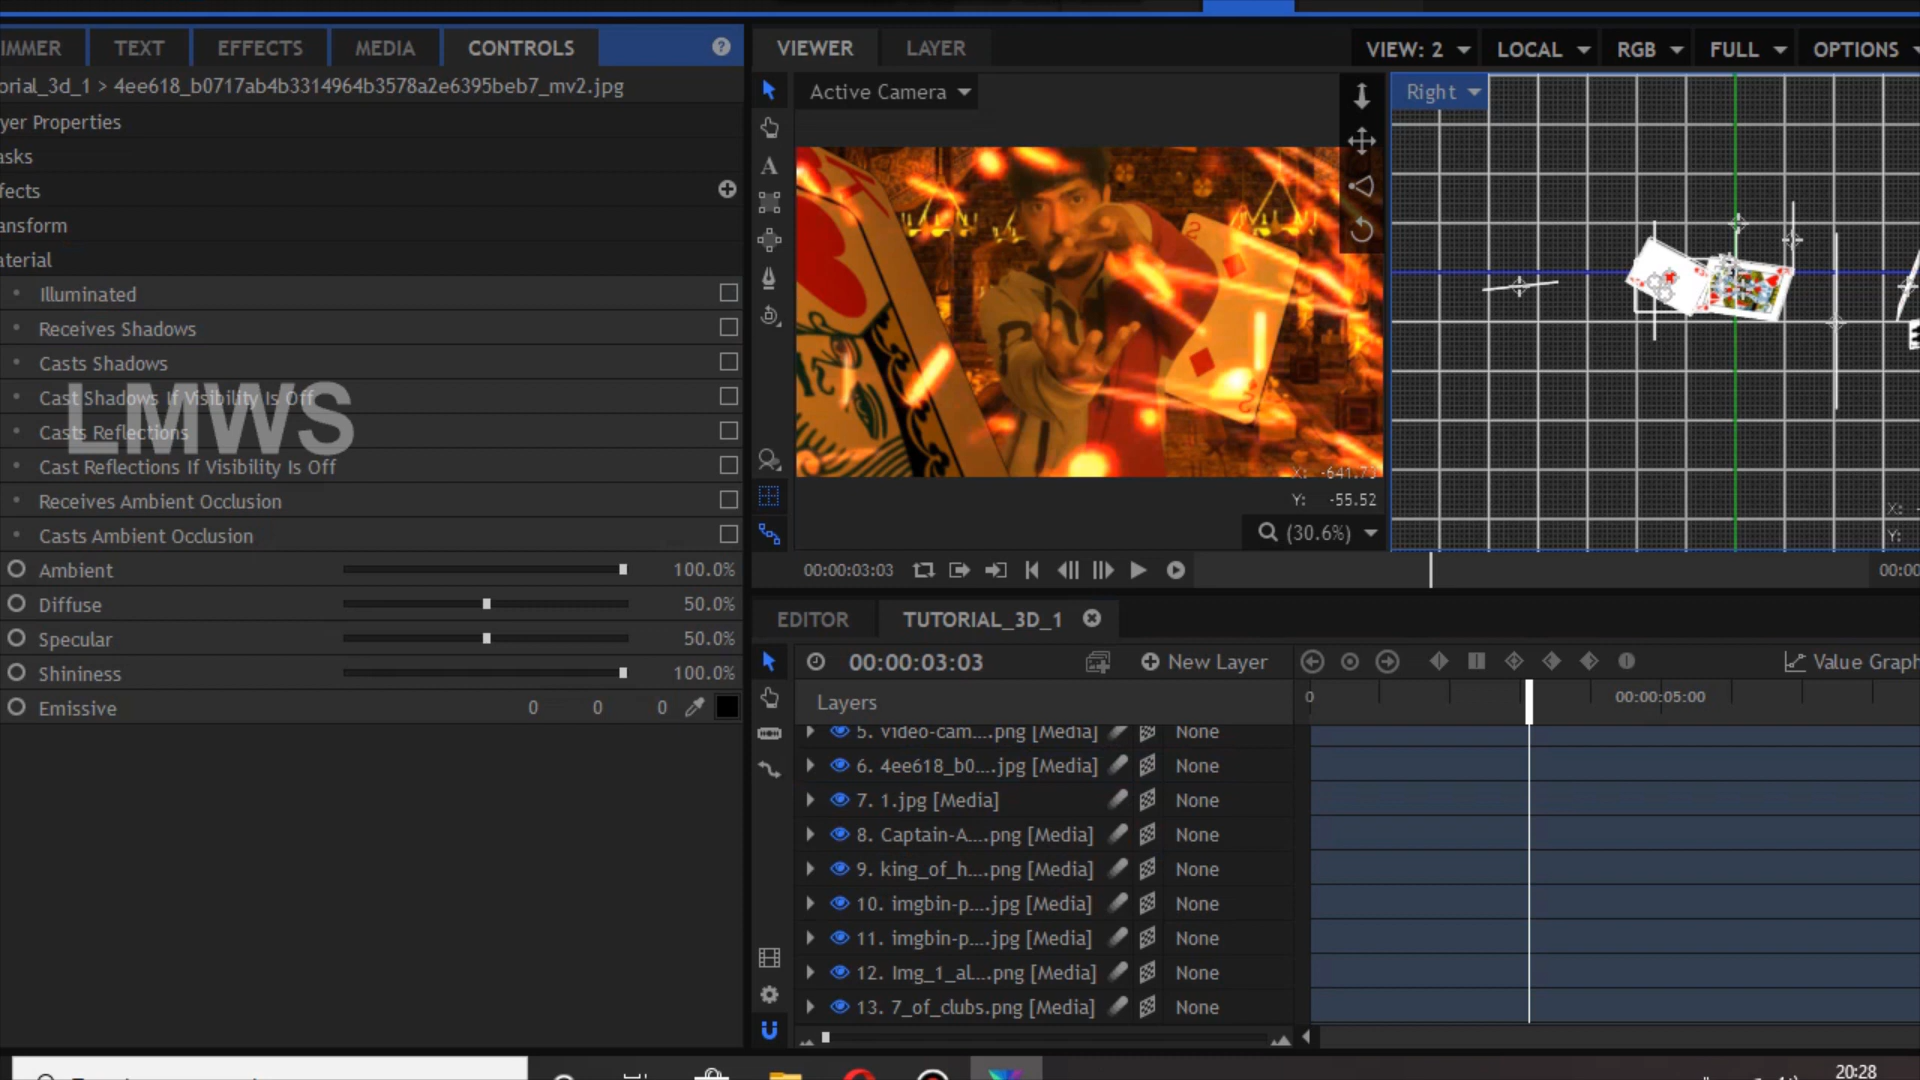 IMMER TEXT EFFECTS MEDIA CONTROLS ?
orial_3d_1 > 4ee618_b0717ab4b3314964b3578a2e6395beb7_mv2.jpg
yer Properties
asks
fects
ansform
aterial
Illuminated
Receives Shadows
Casts Shadows
Cast Shadows If Visibility Is Off
LMWS
Casts Reflections
Cast Reflections If Visibility Is Off
Receives Ambient Occlusion
Casts Ambient Occlusion
Ambient 100.0%
Diffuse 50.0%
Specular 50.0%
Shininess 100.0%
Emissive 0 0 0
VIEWER LAYER VIEW: 2 LOCAL RGB FULL OPTIONS
Active Camera
Right
X: -641.73
Y: -55.52
(30.6%)
X: -
Y:
00:00:03:03
00:00
EDITOR TUTORIAL_3D_1
00:00:03:03 New Layer Value Graph
Layers 0 00:00:05:00
5. video-cam....png [Media] None
6. 4ee618_b0....jpg [Media] None
7. 1.jpg [Media] None
8. Captain-A....png [Media] None
9. king_of_h....png [Media] None
10. imgbin-p....jpg [Media] None
11. imgbin-p....jpg [Media] None
12. Img_1_al....png [Media] None
13. 7_of_clubs.png [Media] None
20:28